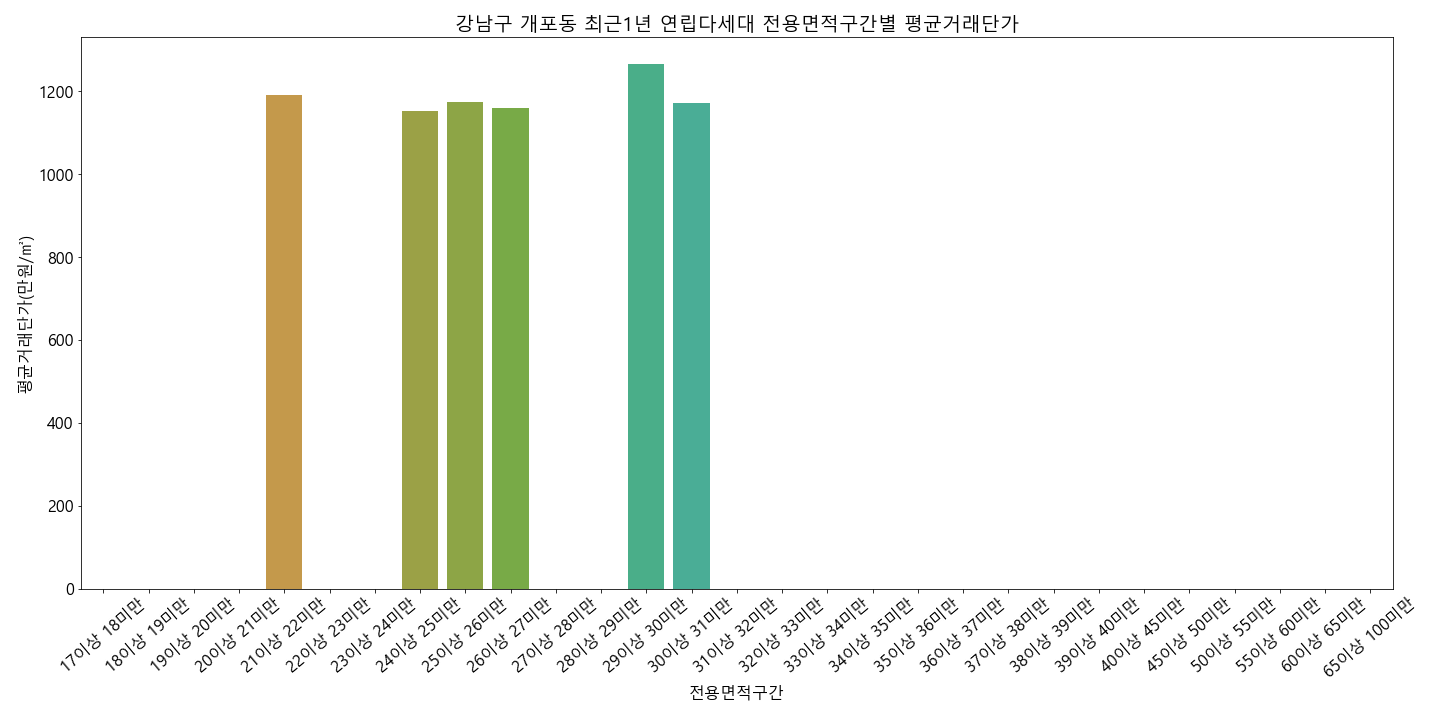 강남구 개포동 최근1년 연립다세대 전용면적구간별 평균거래단가
평균거래단가(만원/㎡)
1200
1000
800
600
400
200
0
17이상 18미만
18이상 19미만
19이상 20미만
20이상 21미만
21이상 22미만
22이상 23미만
23이상 24미만
24이상 25미만
25이상 26미만
26이상 27미만
27이상 28미만
28이상 29미만
29이상 30미만
30이상 31미만
31이상 32미만
32이상 33미만
33이상 34미만
34이상 35미만
35이상 36미만
36이상 37미만
37이상 38미만
38이상 39미만
39이상 40미만
40이상 45미만
45이상 50미만
50이상 55미만
55이상 60미만
60이상 65미만
65이상 100미만
전용면적구간